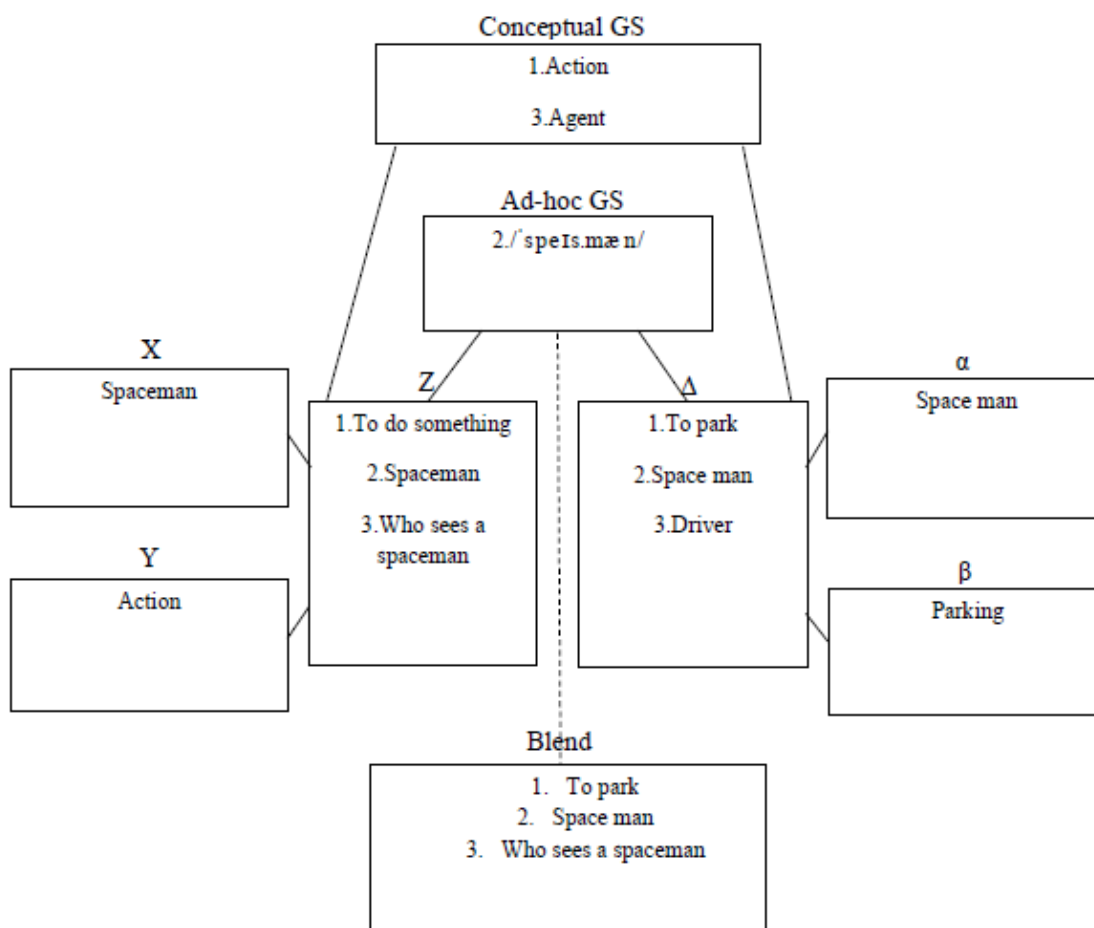 Conceptual GS
1.Action
3.Agent
Ad-hoc GS
2./ˈspeɪs.mæn/
X
Spaceman
Y
Action
Z
1.To do something
2.Spaceman
3.Who sees a
spaceman
Δ
1.To park
2.Space man
3.Driver
α
Space man
β
Parking
Blend
1. To park
2. Space man
3. Who sees a spaceman